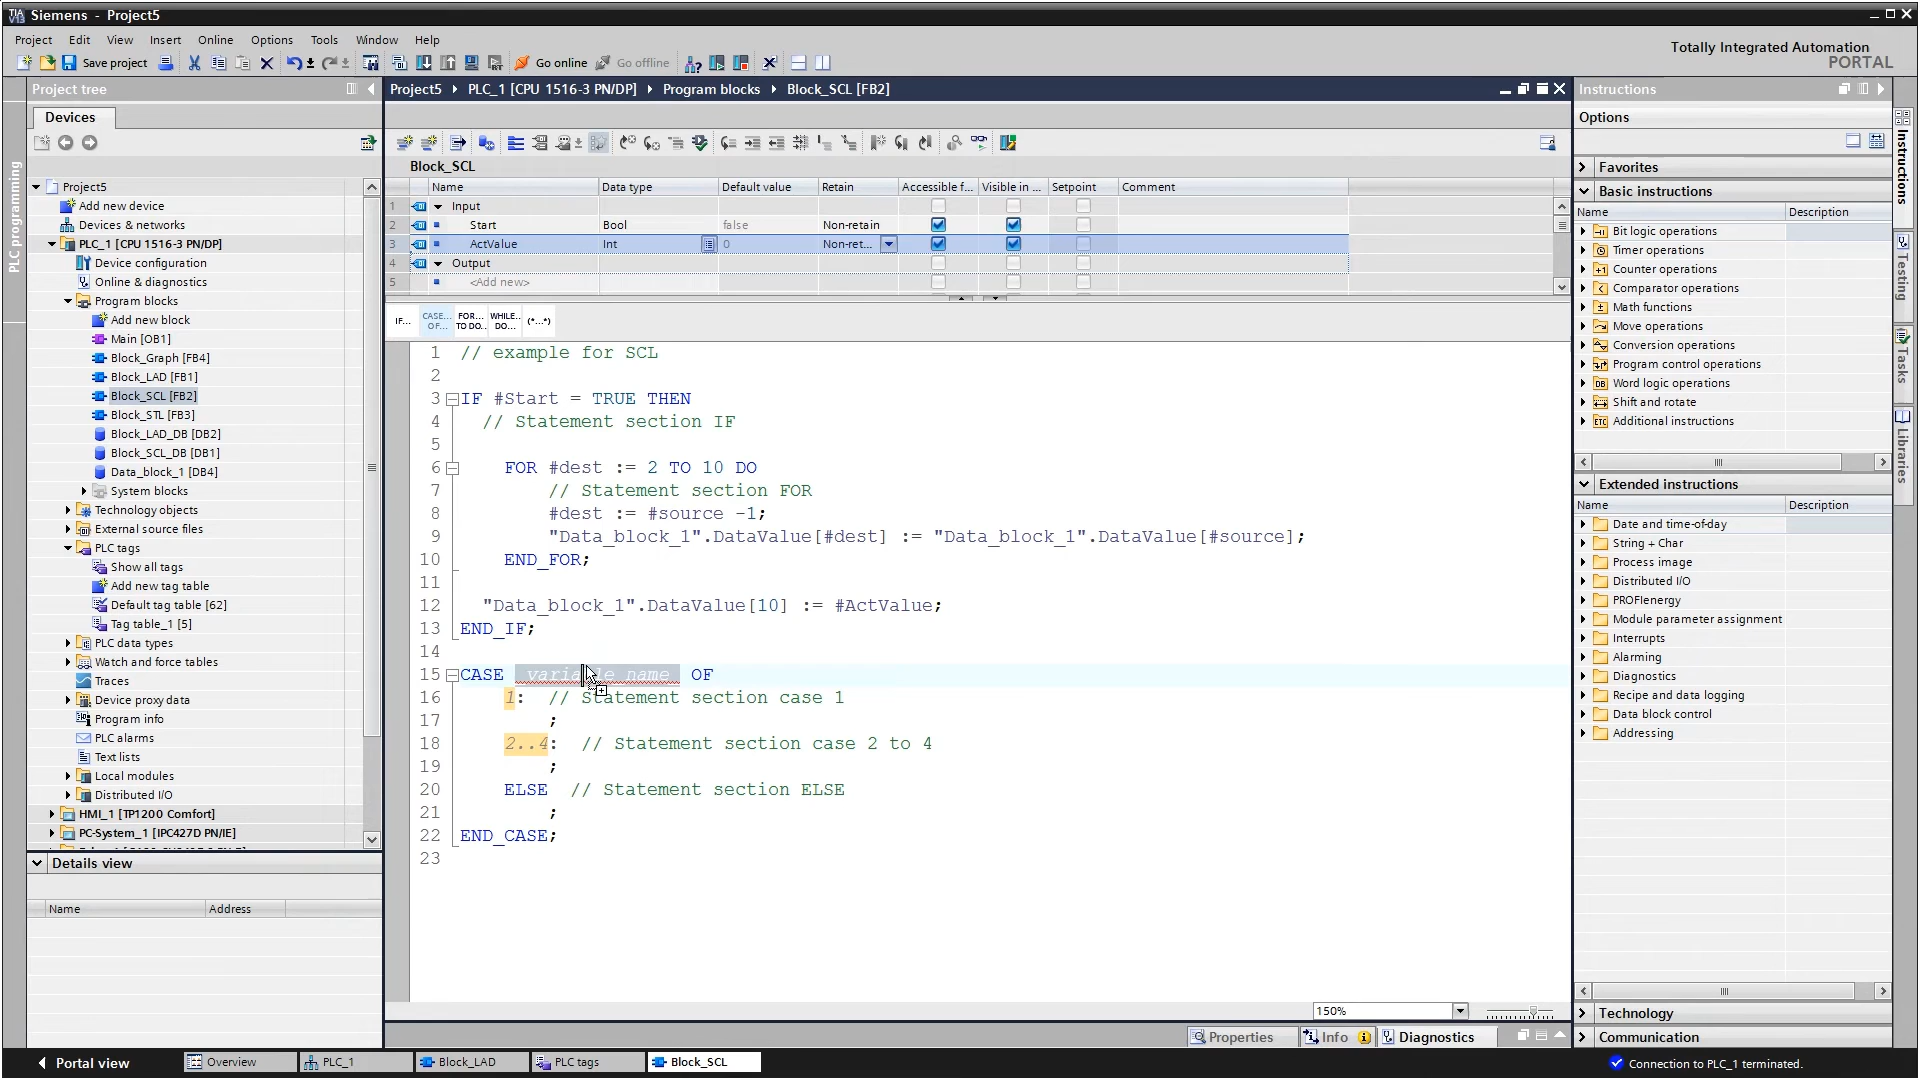 Siemens - Project5
Project Edit View Insert Online Options Tools Window Help
Totally Integrated Automation
PORTAL
Save project Go online Go offline
Project tree
Devices
Project5
Add new device
Devices & networks
PLC_1 [CPU 1516-3 PN/DP]
Device configuration
Online & diagnostics
Program blocks
Add new block
Main [OB1]
Block_Graph [FB4]
Block_LAD [FB1]
Block_SCL [FB2]
Block_STL [FB3]
Block_LAD_DB [DB2]
Block_SCL_DB [DB1]
Data_block_1 [DB4]
System blocks
Technology objects
External source files
PLC tags
Show all tags
Add new tag table
Default tag table [62]
Tag table_1 [5]
PLC data types
Watch and force tables
Traces
Device proxy data
Program info
PLC alarms
Text lists
Local modules
Distributed I/O
HMI_1 [TP1200 Comfort]
PC-System_1 [IPC427D PN/IE]
Details view
Name Address
PLC programming
Project5 PLC_1 [CPU 1516-3 PN/DP] Program blocks Block_SCL [FB2]
Block_SCL
Name Data type Default value Retain Accessible f... Visible in ... Setpoint Comment
1 Input
2 Start Bool false Non-retain
3 ActValue Int 0 Non-ret...
4 Output
5 <Add new>
IF... CASE... OF... FOR... TO DO.. WHILE.. DO... (*...*)
1 // example for SCL
2
3 IF #Start = TRUE THEN
4 // Statement section IF
5
6 FOR #dest := 2 TO 10 DO
7 // Statement section FOR
8 #dest := #source -1;
9 "Data_block_1".DataValue[#dest] := "Data_block_1".DataValue[#source];
10 END_FOR;
11
12 "Data_block_1".DataValue[10] := #ActValue;
13 END_IF;
14
15 CASE _variable_name_ OF
16 1: // Statement section case 1
17 ;
18 2..4: // Statement section case 2 to 4
19 ;
20 ELSE // Statement section ELSE
21 ;
22 END_CASE;
23
150%
Properties Info Diagnostics
Instructions
Options
Favorites
Basic instructions
Name Description
Bit logic operations
Timer operations
Counter operations
Comparator operations
Math functions
Move operations
Conversion operations
Program control operations
Word logic operations
Shift and rotate
Additional instructions
Extended instructions
Name Description
Date and time-of-day
String + Char
Process image
Distributed I/O
PROFIenergy
Module parameter assignment
Interrupts
Alarming
Diagnostics
Recipe and data logging
Data block control
Addressing
Technology
Communication
Instructions
Testing
Tasks
Libraries
Portal view Overview PLC_1 Block_LAD PLC tags Block_SCL
Connection to PLC_1 terminated.